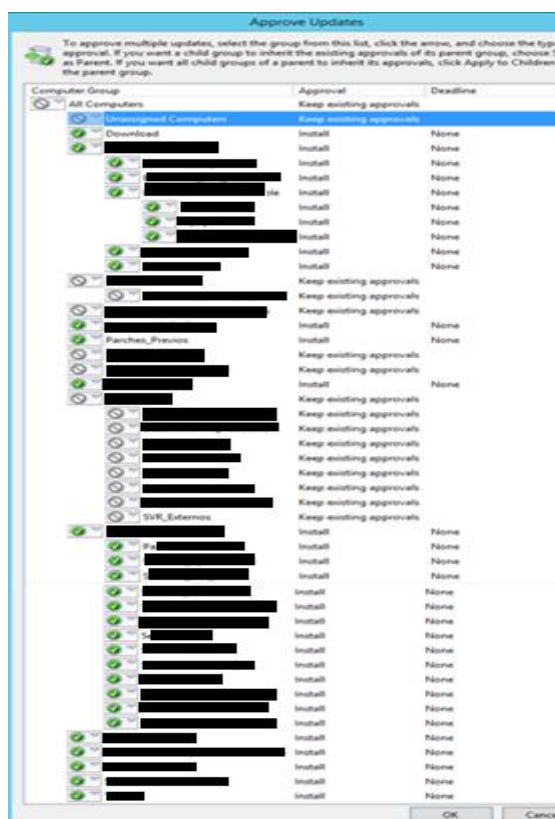 Approve Updates
To approve multiple updates, select the group from this list, click the arrow, and choose the typ
approval. If you want a child group to inherit the existing approvals of its parent group, choose S
as Parent. If you want all child groups of a parent to inherit its approvals, click Apply to Children
the parent group.
Computer Group Approval Deadline
All Computers Keep existing approvals
Unassigned Computers Keep existing approvals
Download Install None
Install None
Install None
Install None
Install None
Install None
Install None
Install None
Install None
Install None
Keep existing approvals
Keep existing approvals
Keep existing approvals
Install None
Parches_Previos Install None
Keep existing approvals
Keep existing approvals
Install None
Keep existing approvals
Keep existing approvals
Keep existing approvals
Keep existing approvals
Keep existing approvals
Keep existing approvals
Keep existing approvals
Keep existing approvals
SVR_Externos Keep existing approvals
Install None
Pa Install None
Install None
S Install None
Install None
Install None
Install None
Se Install None
Install None
Install None
Install None
Install None
Install None
Install None
Install None
Install None
Install None
Install None
Install None
OK Cance